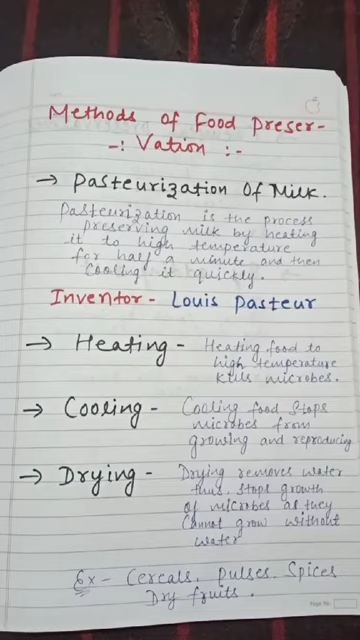 Methods of Food Preser-
-: Vation :-
→ Pasteurization Of Milk.
Pasteurization is the process
preserving milk by heating
it to high temperature
for half a minute and then
cooling it quickly.
Inventor - Louis Pasteur
→ Heating - Heating food to
high temperature
kills microbes.
→ Cooling - Cooling food stops
microbes from
growing and reproducing
→ Drying - Drying removes water
thus stops growth
of microbes as they
Cannot grow without
water
Ex - Cereals, Pulses, Spices
Dry fruits.
Page No.